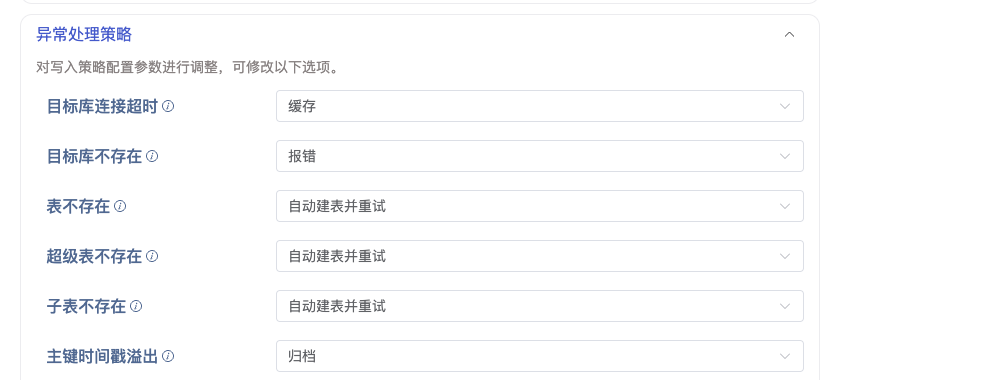 异常处理策略
对写入策略配置参数进行调整，可修改以下选项。
目标库连接超时 缓存
目标库不存在 报错
表不存在 自动建表并重试
超级表不存在 自动建表并重试
子表不存在 自动建表并重试
主键时间戳溢出 归档